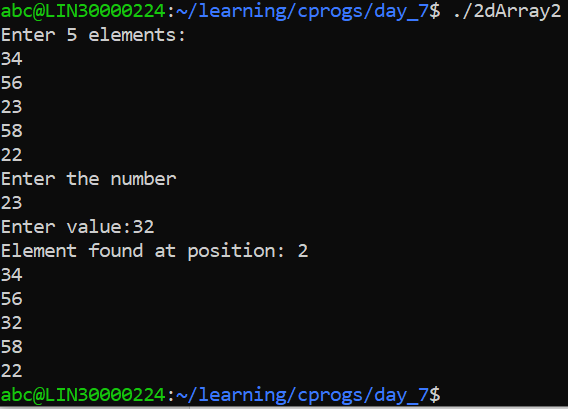 abc@LIN30000224:~/learning/cprogs/day_7$ ./2dArray2
Enter 5 elements:
34
56
23
58
22
Enter the number
23
Enter value:32
Element found at position: 2
34
56
32
58
22
abc@LIN30000224:~/learning/cprogs/day_7$